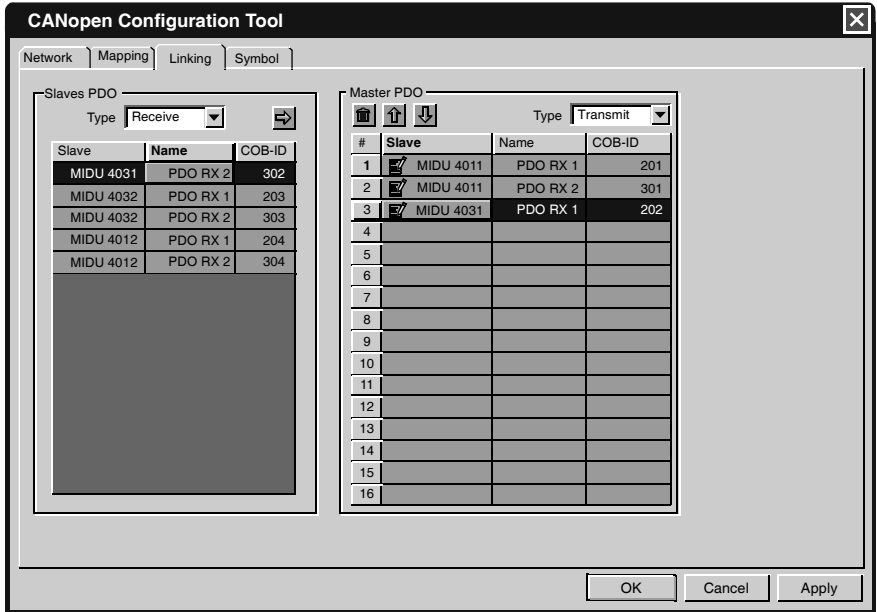 CANopen Configuration Tool
Network Mapping Linking Symbol
Slaves PDO
Type Receive
Slave Name COB-ID
MIDU 4031 PDO RX 2 302
MIDU 4032 PDO RX 1 203
MIDU 4032 PDO RX 2 303
MIDU 4012 PDO RX 1 204
MIDU 4012 PDO RX 2 304
Master PDO
Type Transmit
# Slave Name COB-ID
1 MIDU 4011 PDO RX 1 201
2 MIDU 4011 PDO RX 2 301
3 MIDU 4031 PDO RX 1 202
4
5
6
7
8
9
10
11
12
13
14
15
16
OK Cancel Apply